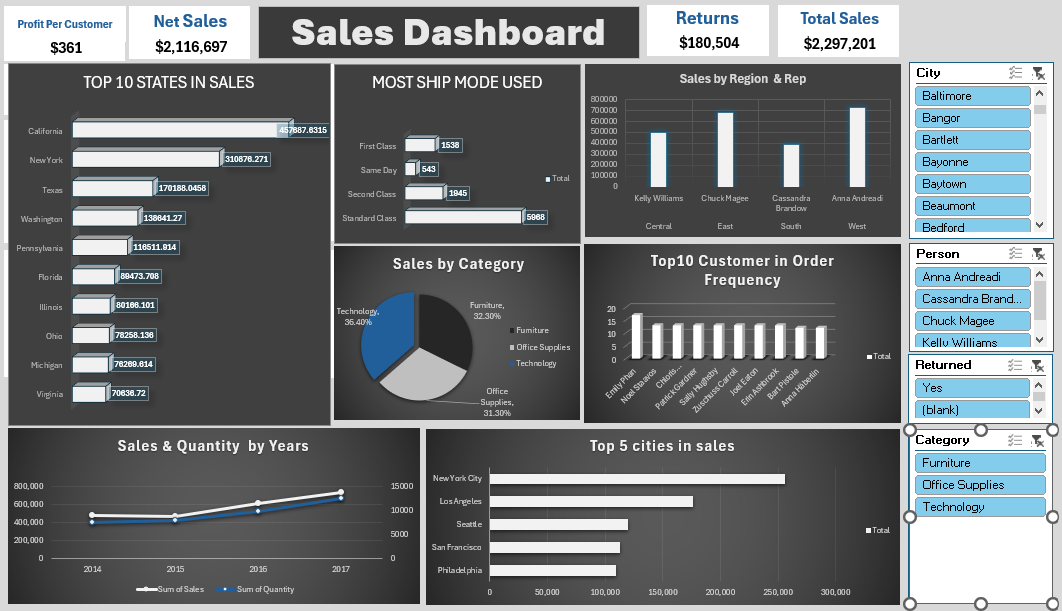 Profit Per Customer
$361
Net Sales
$2,116,697
Sales Dashboard
Returns
$180,504
Total Sales
$2,297,201
TOP 10 STATES IN SALES
California
457687.6315
New York
310876.271
Texas
170188.0458
Washington
138641.27
Pennsylvania
116511.914
Florida
89473.708
Illinois
80166.101
Ohio
78258.136
Michigan
76269.614
Virginia
70636.72
MOST SHIP MODE USED
First Class
1538
Same Day
543
Second Class
1945
Standard Class
5968
Total
Sales by Region & Rep
800000
700000
600000
500000
400000
300000
200000
100000
0
Kelly Williams
Chuck Magee
Cassandra
Brandow
Anna Andreadi
Central
East
South
West
Sales by Category
Technology,
36.40%
Furniture,
32.30%
Office
Supplies,
31.30%
Furniture
Office Supplies
Technology
Top10 Customer in Order
Frequency
20
15
10
5
0
Emily Phan
Noel Staavos
Chloris...
Patrick Gardner
Sally Hughsby
Zuschuss Carroll
Joel Eaton
Erin Ashbrook
Bart Pistole
Anna Häberlin
Total
Sales & Quantity by Years
800,000
600,000
400,000
200,000
0
15000
10000
5000
0
2014
2015
2016
2017
Sum of Sales
Sum of Quantity
Top 5 cities in sales
New York City
Los Angeles
Seattle
San Francisco
Philadelphia
0
50,000
100,000
150,000
200,000
250,000
300,000
Total
City
Baltimore
Bangor
Bartlett
Bayonne
Baytown
Beaumont
Bedford
Person
Anna Andreadi
Cassandra Brand...
Chuck Magee
Kelly Williams
Returned
Yes
(blank)
Category
Furniture
Office Supplies
Technology